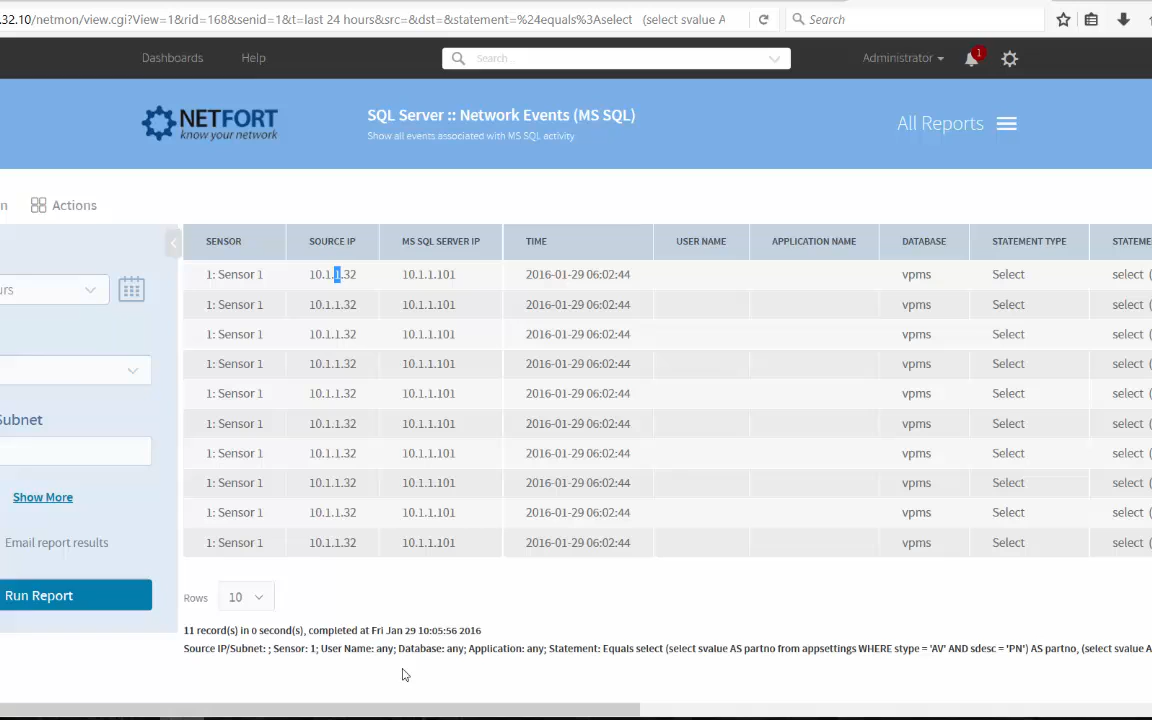 .32.10/netmon/view.cgi?View=1&rid=168&senid=1&t=last 24 hours&src=&dst=&statement=%24equals%3Aselect (select svalue A
Search
Dashboards Help Search... Administrator 1
NETFORT
know your network
SQL Server :: Network Events (MS SQL)
Show all events associated with MS SQL activity
All Reports
n Actions
SENSOR SOURCE IP MS SQL SERVER IP TIME USER NAME APPLICATION NAME DATABASE STATEMENT TYPE STATEME
1: Sensor 1 10.1.1.32 10.1.1.101 2016-01-29 06:02:44 vpms Select select (
1: Sensor 1 10.1.1.32 10.1.1.101 2016-01-29 06:02:44 vpms Select select (
1: Sensor 1 10.1.1.32 10.1.1.101 2016-01-29 06:02:44 vpms Select select (
1: Sensor 1 10.1.1.32 10.1.1.101 2016-01-29 06:02:44 vpms Select select (
1: Sensor 1 10.1.1.32 10.1.1.101 2016-01-29 06:02:44 vpms Select select (
1: Sensor 1 10.1.1.32 10.1.1.101 2016-01-29 06:02:44 vpms Select select (
1: Sensor 1 10.1.1.32 10.1.1.101 2016-01-29 06:02:44 vpms Select select (
1: Sensor 1 10.1.1.32 10.1.1.101 2016-01-29 06:02:44 vpms Select select (
1: Sensor 1 10.1.1.32 10.1.1.101 2016-01-29 06:02:44 vpms Select select (
1: Sensor 1 10.1.1.32 10.1.1.101 2016-01-29 06:02:44 vpms Select select (
urs
Subnet
Show More
Email report results
Run Report
Rows 10
11 record(s) in 0 second(s), completed at Fri Jan 29 10:05:56 2016
Source IP/Subnet: ; Sensor: 1; User Name: any; Database: any; Application: any; Statement: Equals select (select svalue AS partno from appsettings WHERE stype = 'AV' AND sdesc = 'PN') AS partno, (select svalue A